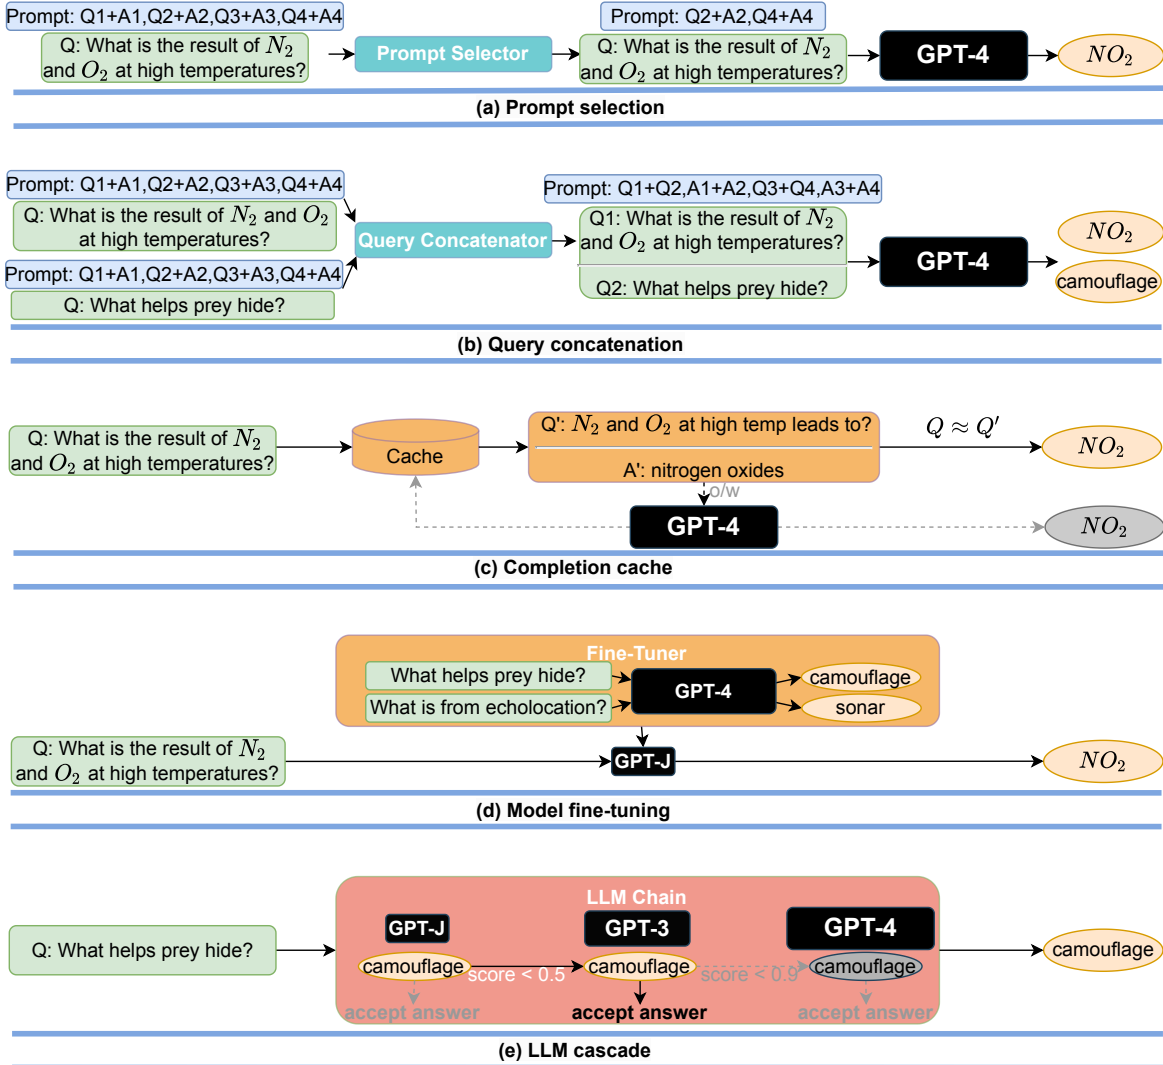 Prompt: Q1+A1,Q2+A2,Q3+A3,Q4+A4
Q: What is the result of N₂
and O₂ at high temperatures?
Prompt Selector
Prompt: Q2+A2,Q4+A4
Q: What is the result of N₂
and O₂ at high temperatures?
GPT-4
NO₂
(a) Prompt selection
Prompt: Q1+A1,Q2+A2,Q3+A3,Q4+A4
Q: What is the result of N₂ and O₂
at high temperatures?
Prompt: Q1+A1,Q2+A2,Q3+A3,Q4+A4
Q: What helps prey hide?
Query Concatenator
Prompt: Q1+Q2,A1+A2,Q3+Q4,A3+A4
Q1: What is the result of N₂
and O₂ at high temperatures?
Q2: What helps prey hide?
GPT-4
NO₂
camouflage
(b) Query concatenation
Q: What is the result of N₂
and O₂ at high temperatures?
Cache
Q': N₂ and O₂ at high temp leads to?
A': nitrogen oxides
Q ≈ Q′
NO₂
o/w
GPT-4
NO₂
(c) Completion cache
Fine-Tuner
What helps prey hide?
What is from echolocation?
GPT-4
camouflage
sonar
Q: What is the result of N₂
and O₂ at high temperatures?
GPT-J
NO₂
(d) Model fine-tuning
Q: What helps prey hide?
LLM Chain
GPT-J
camouflage
score < 0.5
accept answer
GPT-3
camouflage
score < 0.9
accept answer
GPT-4
camouflage
accept answer
camouflage
(e) LLM cascade